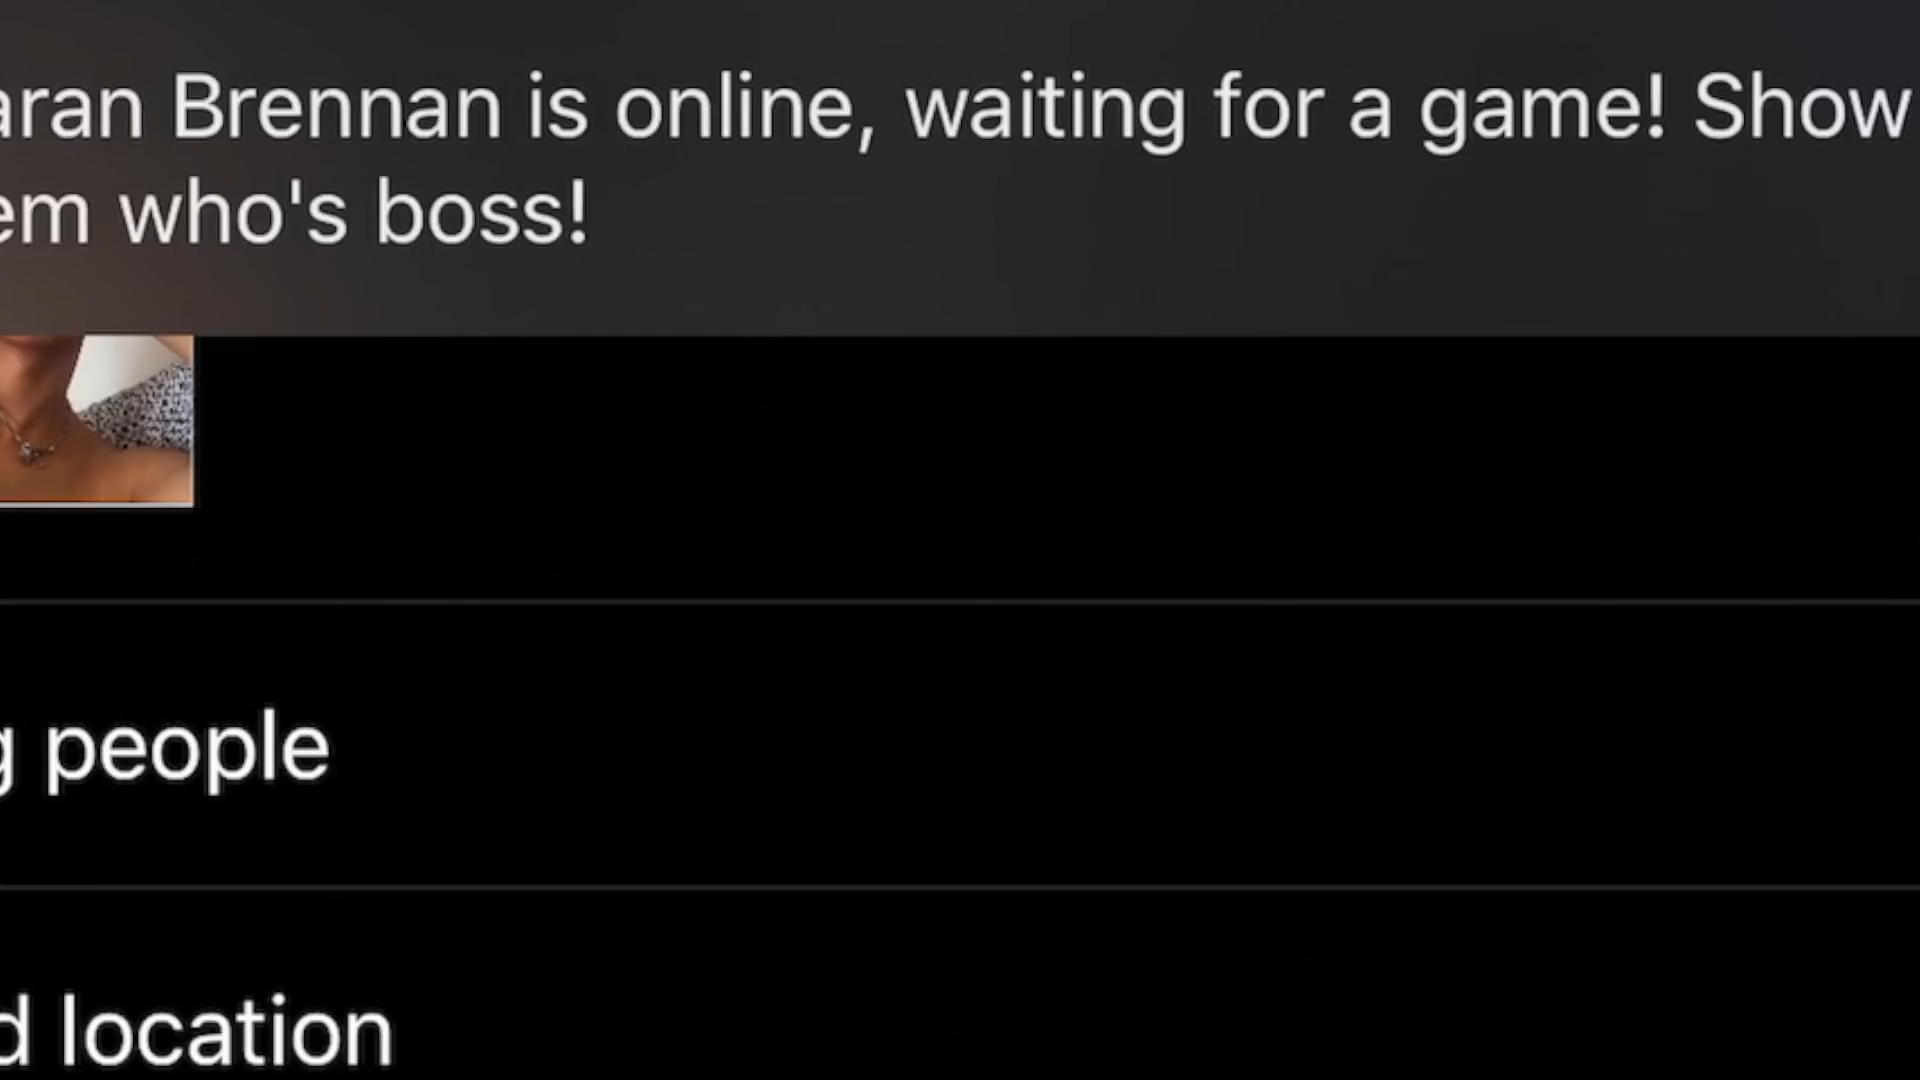 aran Brennan is online, waiting for a game! Show
em who's boss!
g people
d location